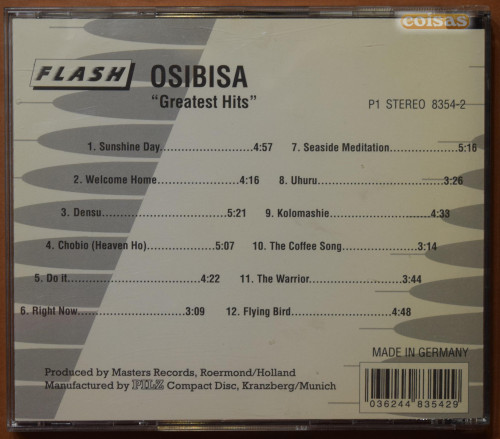 coisas
FLASH
OSIBISA
"Greatest Hits"
P1 STEREO 8354-2
1. Sunshine Day....................4:57
2. Welcome Home.................4:16
3. Densu...............................5:21
4. Chobio (Heaven Ho)...........5:07
5. Do It..................................4:22
6. Right Now..........................3:09
7. Seaside Meditation..............5:16
8. Uhuru................................3:26
9. Kolomashie........................4:33
10. The Coffee Song................3:14
11. The Warrior.......................3:44
12. Flying Bird........................4:48
MADE IN GERMANY
Produced by Masters Records, Roermond/Holland
Manufactured by PILZ Compact Disc, Kranzberg/Munich
036244 835429